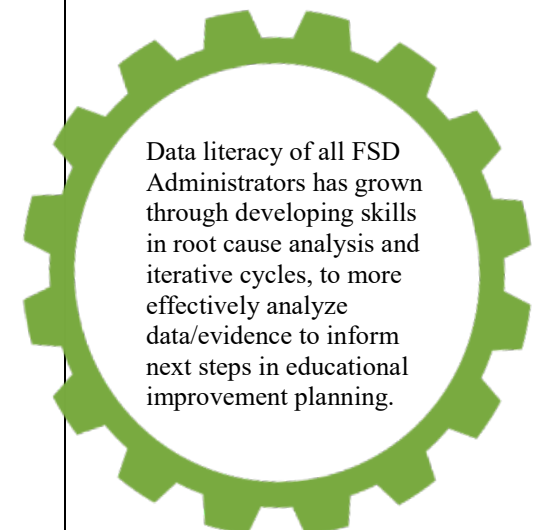 Data literacy of all FSD
Administrators has grown
through developing skills
in root cause analysis and
iterative cycles, to more
effectively analyze
data/evidence to inform
next steps in educational
improvement planning.